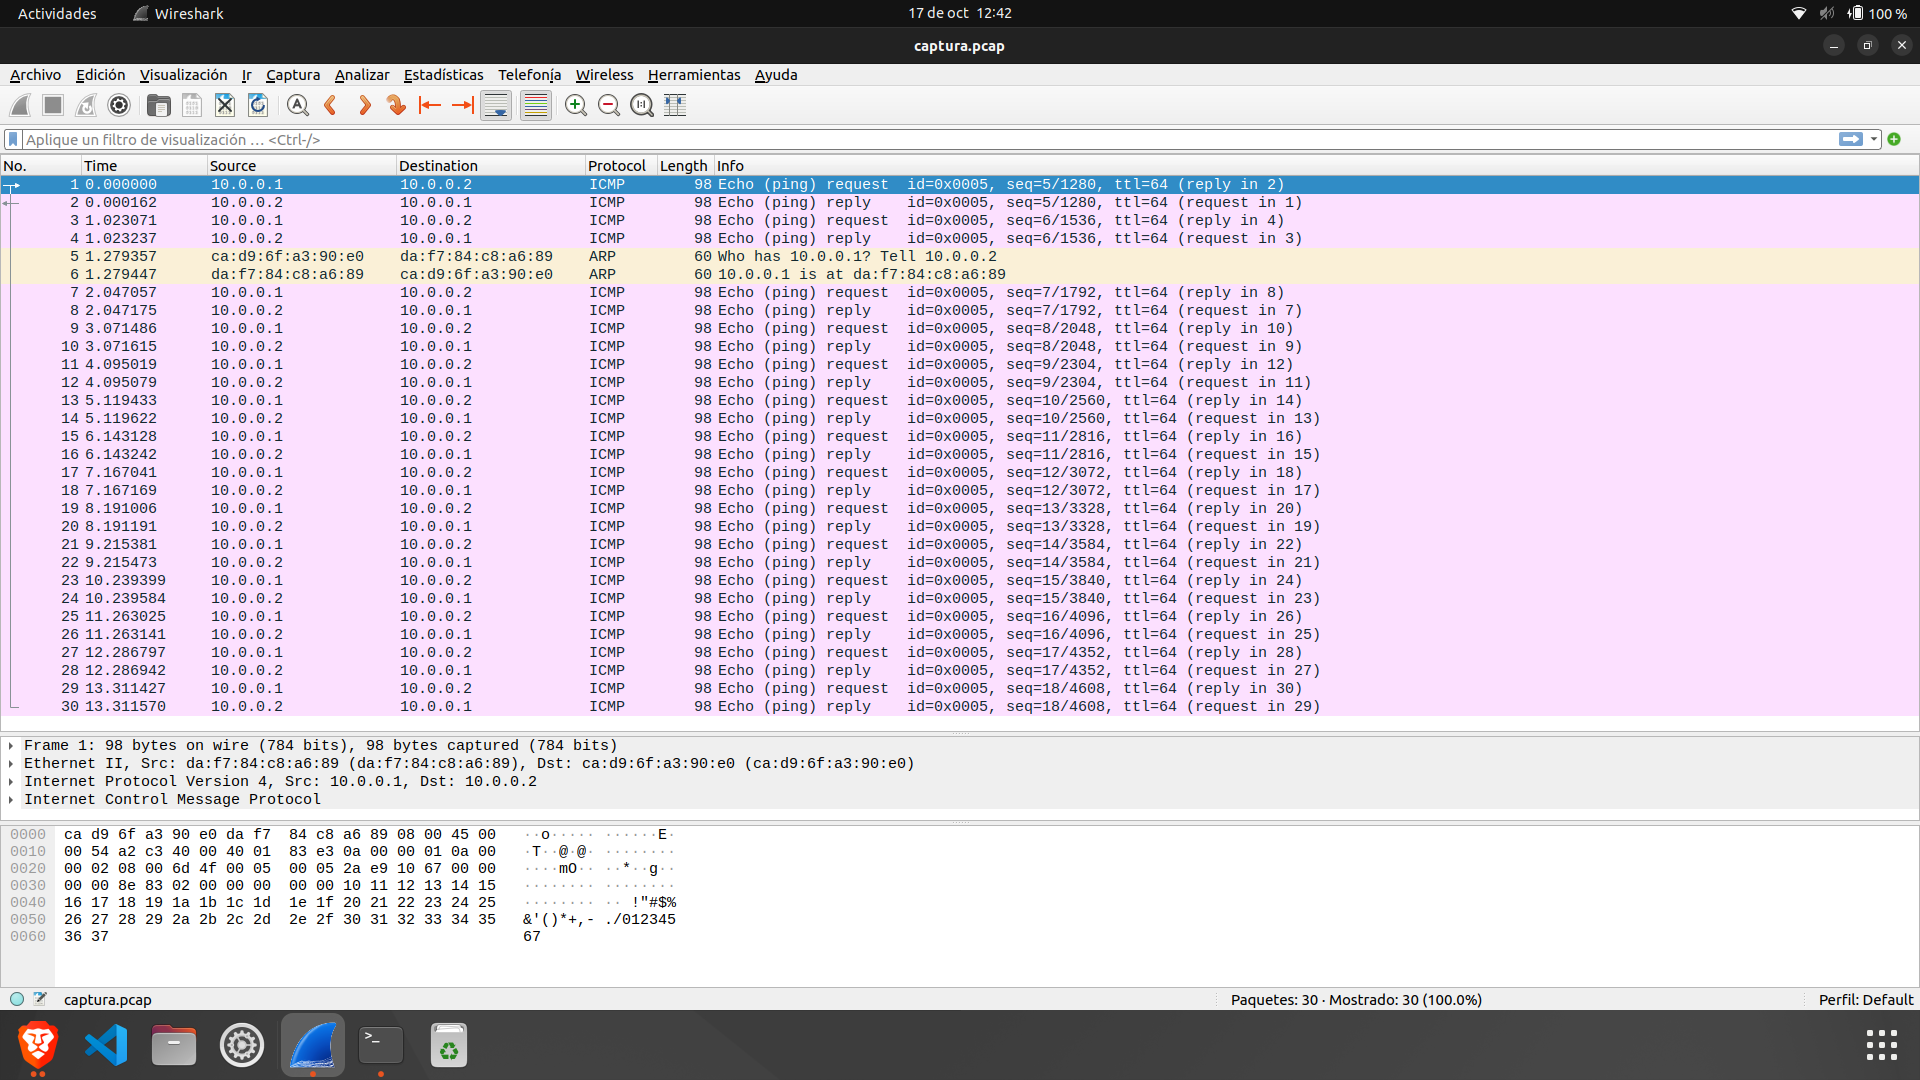 Actividades Wireshark 17 de oct 12:42 100 %
captura.pcap
Archivo Edición Visualización Ir Captura Analizar Estadísticas Telefonía Wireless Herramientas Ayuda
Aplique un filtro de visualización … <Ctrl-/>
No. Time Source Destination Protocol Length Info
1 0.000000 10.0.0.1 10.0.0.2 ICMP 98 Echo (ping) request id=0x0005, seq=5/1280, ttl=64 (reply in 2)
2 0.000162 10.0.0.2 10.0.0.1 ICMP 98 Echo (ping) reply id=0x0005, seq=5/1280, ttl=64 (request in 1)
3 1.023071 10.0.0.1 10.0.0.2 ICMP 98 Echo (ping) request id=0x0005, seq=6/1536, ttl=64 (reply in 4)
4 1.023237 10.0.0.2 10.0.0.1 ICMP 98 Echo (ping) reply id=0x0005, seq=6/1536, ttl=64 (request in 3)
5 1.279357 ca:d9:6f:a3:90:e0 da:f7:84:c8:a6:89 ARP 60 Who has 10.0.0.1? Tell 10.0.0.2
6 1.279447 da:f7:84:c8:a6:89 ca:d9:6f:a3:90:e0 ARP 60 10.0.0.1 is at da:f7:84:c8:a6:89
7 2.047057 10.0.0.1 10.0.0.2 ICMP 98 Echo (ping) request id=0x0005, seq=7/1792, ttl=64 (reply in 8)
8 2.047175 10.0.0.2 10.0.0.1 ICMP 98 Echo (ping) reply id=0x0005, seq=7/1792, ttl=64 (request in 7)
9 3.071486 10.0.0.1 10.0.0.2 ICMP 98 Echo (ping) request id=0x0005, seq=8/2048, ttl=64 (reply in 10)
10 3.071615 10.0.0.2 10.0.0.1 ICMP 98 Echo (ping) reply id=0x0005, seq=8/2048, ttl=64 (request in 9)
11 4.095019 10.0.0.1 10.0.0.2 ICMP 98 Echo (ping) request id=0x0005, seq=9/2304, ttl=64 (reply in 12)
12 4.095079 10.0.0.2 10.0.0.1 ICMP 98 Echo (ping) reply id=0x0005, seq=9/2304, ttl=64 (request in 11)
13 5.119433 10.0.0.1 10.0.0.2 ICMP 98 Echo (ping) request id=0x0005, seq=10/2560, ttl=64 (reply in 14)
14 5.119622 10.0.0.2 10.0.0.1 ICMP 98 Echo (ping) reply id=0x0005, seq=10/2560, ttl=64 (request in 13)
15 6.143128 10.0.0.1 10.0.0.2 ICMP 98 Echo (ping) request id=0x0005, seq=11/2816, ttl=64 (reply in 16)
16 6.143242 10.0.0.2 10.0.0.1 ICMP 98 Echo (ping) reply id=0x0005, seq=11/2816, ttl=64 (request in 15)
17 7.167041 10.0.0.1 10.0.0.2 ICMP 98 Echo (ping) request id=0x0005, seq=12/3072, ttl=64 (reply in 18)
18 7.167169 10.0.0.2 10.0.0.1 ICMP 98 Echo (ping) reply id=0x0005, seq=12/3072, ttl=64 (request in 17)
19 8.191006 10.0.0.1 10.0.0.2 ICMP 98 Echo (ping) request id=0x0005, seq=13/3328, ttl=64 (reply in 20)
20 8.191191 10.0.0.2 10.0.0.1 ICMP 98 Echo (ping) reply id=0x0005, seq=13/3328, ttl=64 (request in 19)
21 9.215381 10.0.0.1 10.0.0.2 ICMP 98 Echo (ping) request id=0x0005, seq=14/3584, ttl=64 (reply in 22)
22 9.215473 10.0.0.2 10.0.0.1 ICMP 98 Echo (ping) reply id=0x0005, seq=14/3584, ttl=64 (request in 21)
23 10.239399 10.0.0.1 10.0.0.2 ICMP 98 Echo (ping) request id=0x0005, seq=15/3840, ttl=64 (reply in 24)
24 10.239584 10.0.0.2 10.0.0.1 ICMP 98 Echo (ping) reply id=0x0005, seq=15/3840, ttl=64 (request in 23)
25 11.263025 10.0.0.1 10.0.0.2 ICMP 98 Echo (ping) request id=0x0005, seq=16/4096, ttl=64 (reply in 26)
26 11.263141 10.0.0.2 10.0.0.1 ICMP 98 Echo (ping) reply id=0x0005, seq=16/4096, ttl=64 (request in 25)
27 12.286797 10.0.0.1 10.0.0.2 ICMP 98 Echo (ping) request id=0x0005, seq=17/4352, ttl=64 (reply in 28)
28 12.286942 10.0.0.2 10.0.0.1 ICMP 98 Echo (ping) reply id=0x0005, seq=17/4352, ttl=64 (request in 27)
29 13.311427 10.0.0.1 10.0.0.2 ICMP 98 Echo (ping) request id=0x0005, seq=18/4608, ttl=64 (reply in 30)
30 13.311570 10.0.0.2 10.0.0.1 ICMP 98 Echo (ping) reply id=0x0005, seq=18/4608, ttl=64 (request in 29)
Frame 1: 98 bytes on wire (784 bits), 98 bytes captured (784 bits)
Ethernet II, Src: da:f7:84:c8:a6:89 (da:f7:84:c8:a6:89), Dst: ca:d9:6f:a3:90:e0 (ca:d9:6f:a3:90:e0)
Internet Protocol Version 4, Src: 10.0.0.1, Dst: 10.0.0.2
Internet Control Message Protocol
0000 ca d9 6f a3 90 e0 da f7 84 c8 a6 89 08 00 45 00 ··o····· ······E·
0010 00 54 a2 c3 40 00 40 01 83 e3 0a 00 00 01 0a 00 ·T··@·@· ········
0020 00 02 08 00 6d 4f 00 05 00 05 2a e9 10 67 00 00 ····mO·· ··*··g··
0030 00 00 8e 83 02 00 00 00 00 00 10 11 12 13 14 15 ········ ········
0040 16 17 18 19 1a 1b 1c 1d 1e 1f 20 21 22 23 24 25 ········ ·· !"#$%
0050 26 27 28 29 2a 2b 2c 2d 2e 2f 30 31 32 33 34 35 &'()*+,- ./012345
0060 36 37 67
captura.pcap Paquetes: 30 · Mostrado: 30 (100.0%) Perfil: Default